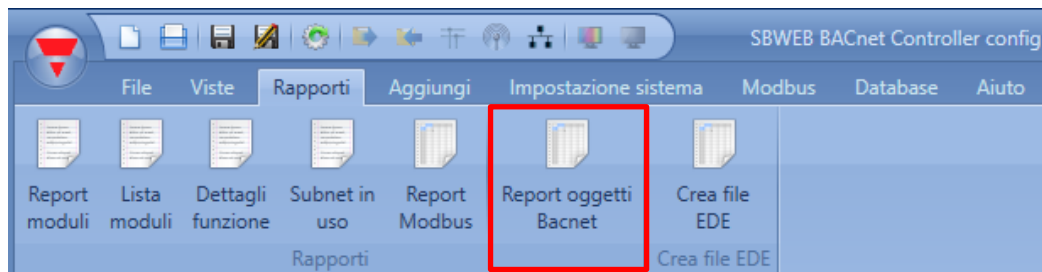 SBWEB BACnet Controller config
File Viste Rapporti Aggiungi Impostazione sistema Modbus Database Aiuto
Report moduli
Lista moduli
Dettagli funzione
Subnet in uso
Report Modbus
Report oggetti Bacnet
Crea file EDE
Rapporti
Crea file EDE